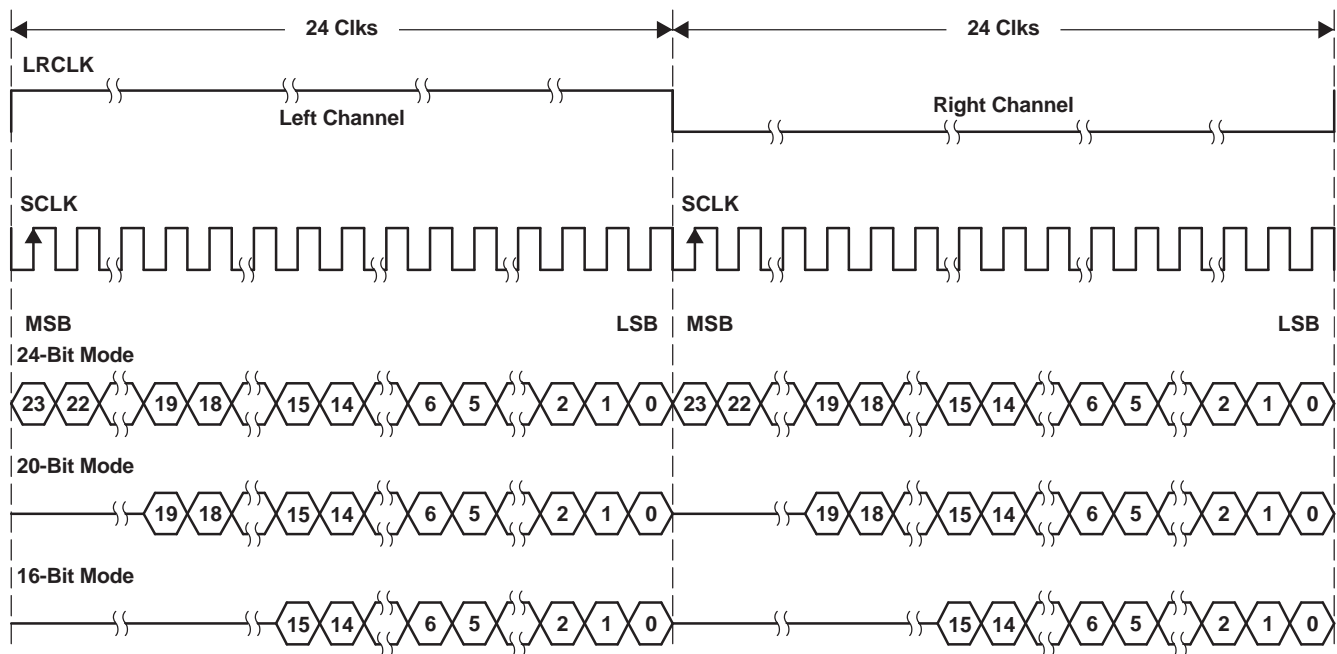 24 Clks 24 Clks
LRCLK
Left Channel Right Channel
SCLK SCLK
MSB LSB MSB LSB
24-Bit Mode
23 22 19 18 15 14 6 5 2 1 0 23 22 19 18 15 14 6 5 2 1 0
20-Bit Mode
19 18 15 14 6 5 2 1 0 19 18 15 14 6 5 2 1 0
16-Bit Mode
15 14 6 5 2 1 0 15 14 6 5 2 1 0